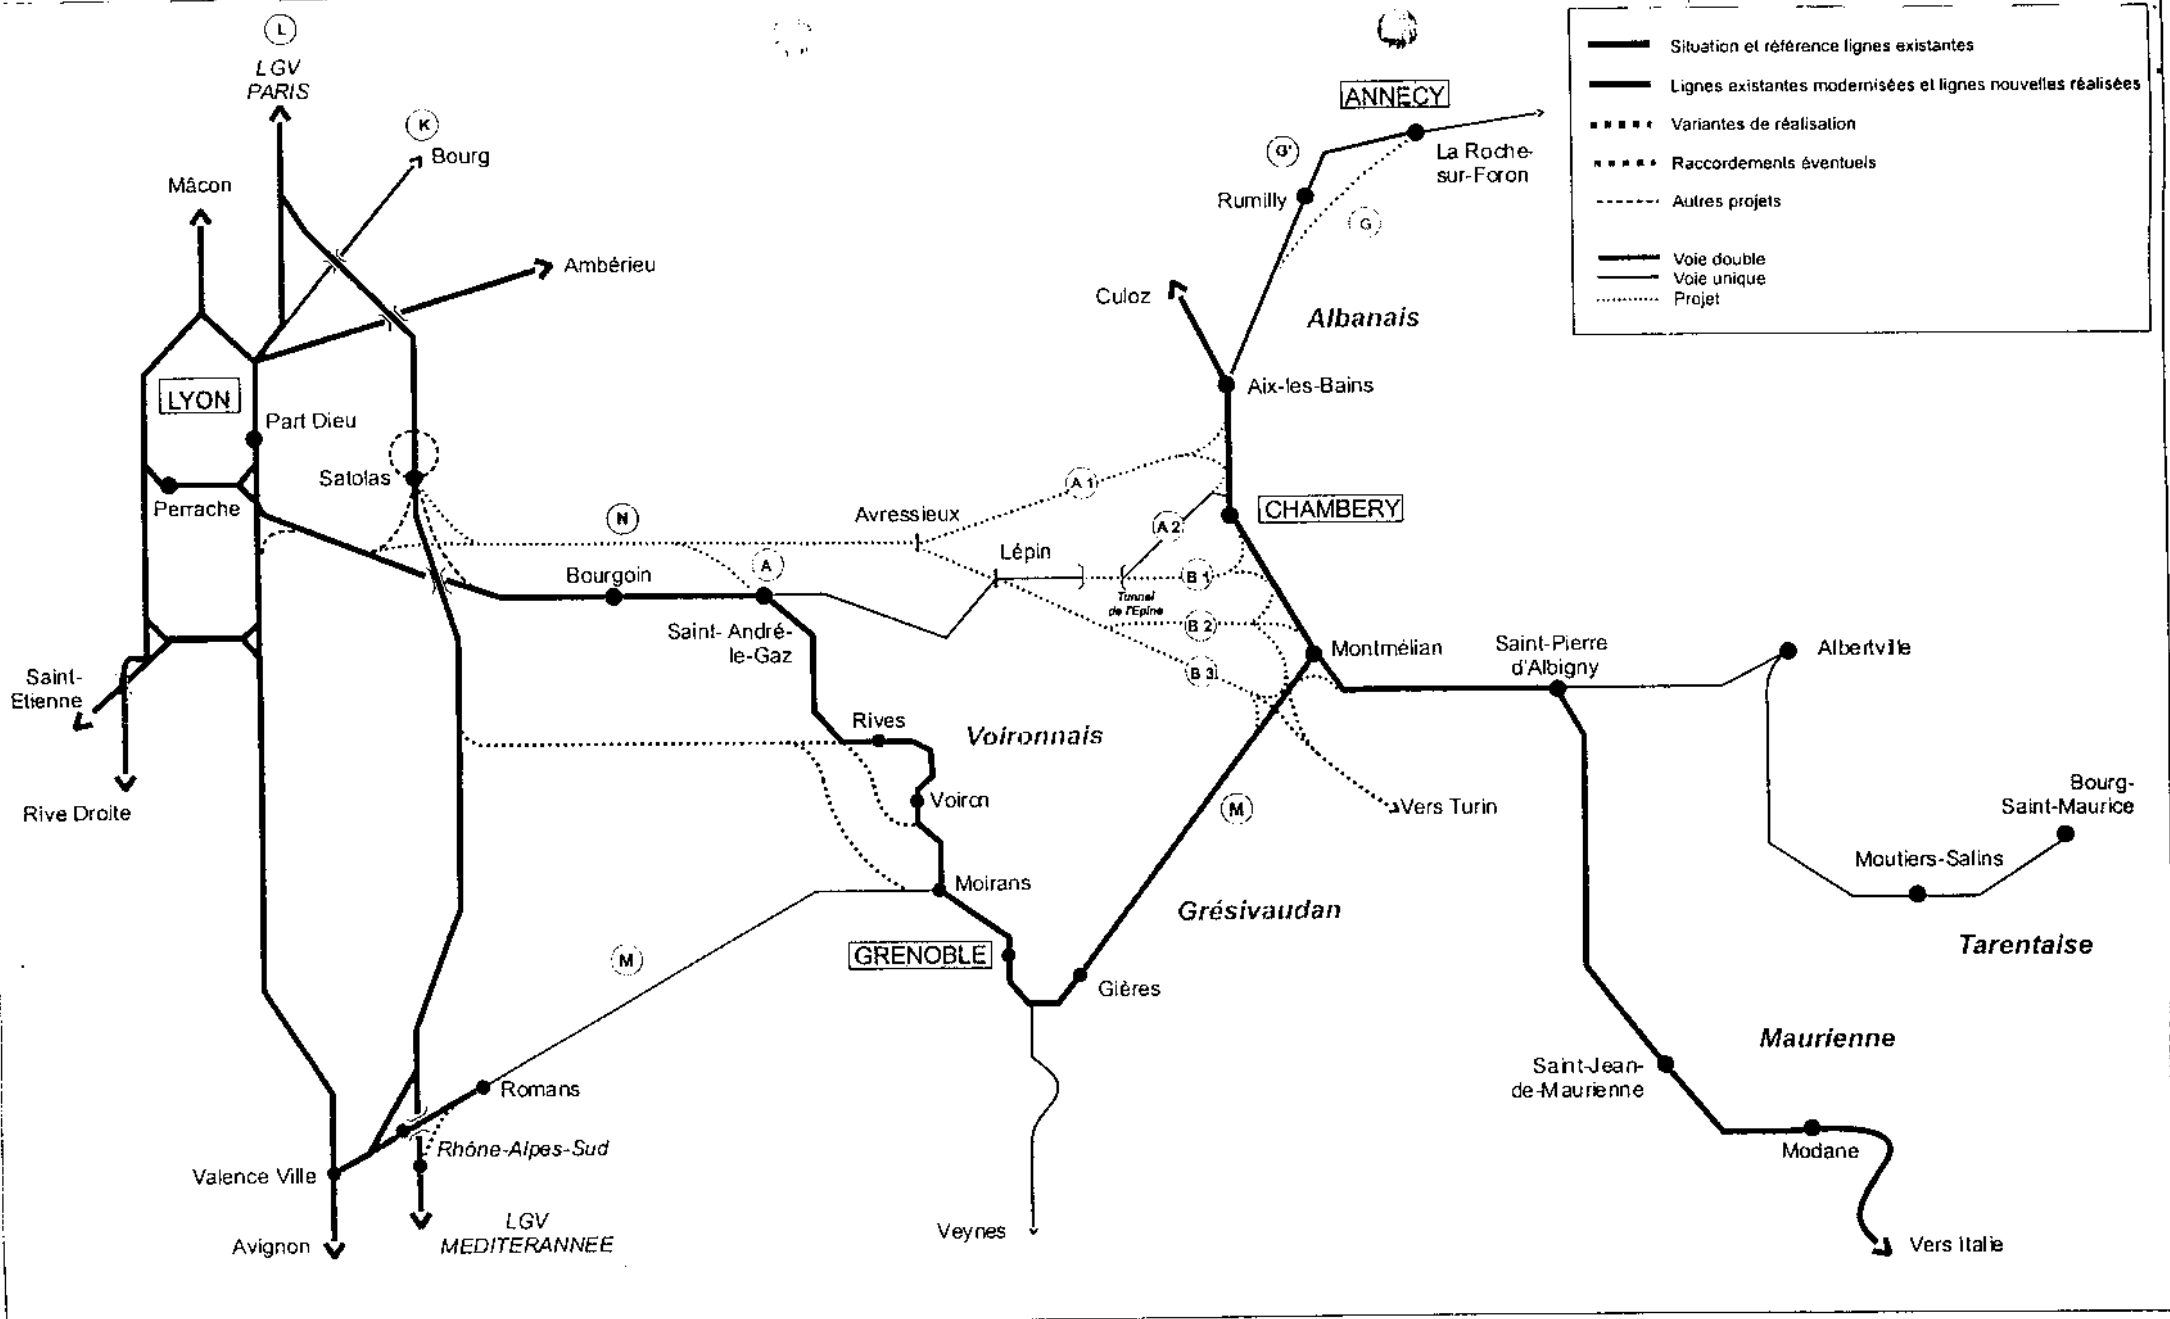 L
LGV
PARIS
K
Bourg
Mâcon
Ambérieu
LYON
Part Dieu
Satolas
Perrache
Saint-
Etienne
Rive Droite
N
Bourgoin
A
Saint-André-
le-Gaz
Avressieux
Lépin
A 1
A 2
B 1
Tunnel
de l'Epine
B 2
B 3
Culoz
ANNECY
La Roche-
sur-Foron
G'
Rumilly
G
Albanais
Aix-les-Bains
CHAMBERY
Montmélian
Saint-Pierre
d'Albigny
Albertville
Rives
Voironnais
Voiron
Vers Turin
M
Bourg-
Saint-Maurice
Moutiers-Salins
Moirans
Grésivaudan
Tarentaise
GRENOBLE
M
Gières
Maurienne
Saint-Jean-
de-Maurienne
Romans
Rhône-Alpes-Sud
Modane
Valence Ville
Veynes
LGV
MEDITERANNEE
Avignon
Vers Italie
Situation et référence lignes existantes
Lignes existantes modernisées et lignes nouvelles réalisées
Variantes de réalisation
Raccordements éventuels
Autres projets
Voie double
Voie unique
Projet